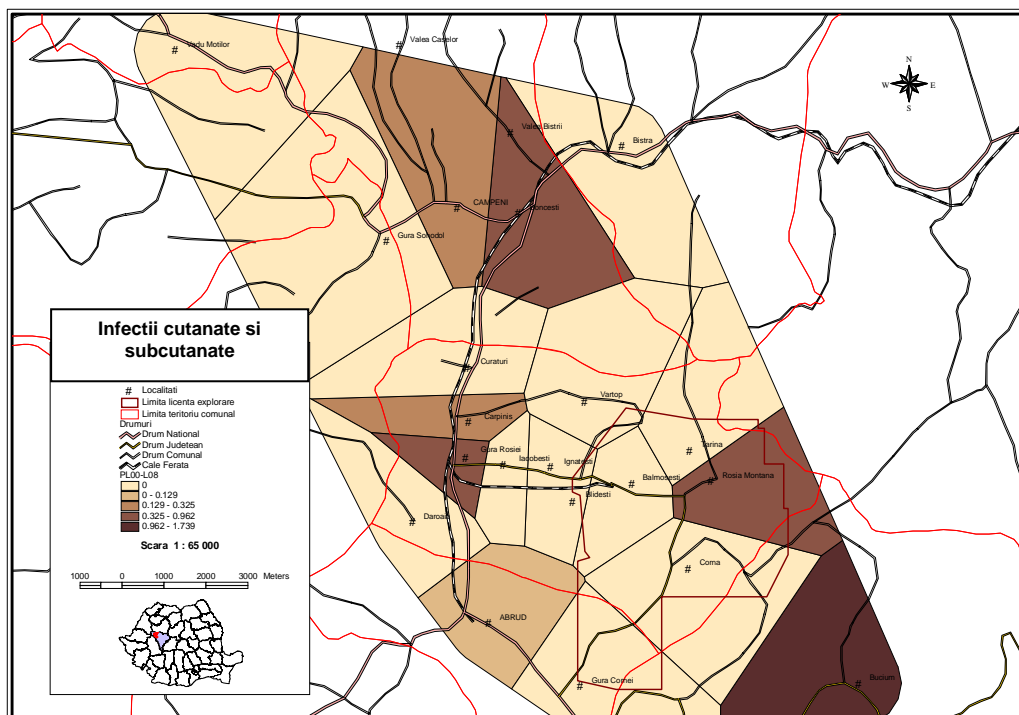 Vadu Motilor
Valea Caselor
N
W E
S
Valea Bistrii
Bistra
CAMPENI
Boncesti
Gura Sohodol
Infectii cutanate si
subcutanate
# Localitati
Limita licenta explorare
Limita teritoriu comunal
Drumuri
Drum National
Drum Judetean
Drum Comunal
Cale Ferata
PL00-L08
0
0 - 0.129
0.129 - 0.325
0.325 - 0.962
0.962 - 1.739
Scara 1 : 65 000
1000 0 1000 2000 3000 Meters
Curaturi
Vartop
Carpinis
Gura Rosiei
Iacobesti
Ignatesti
Tarina
Balmosesti
Rosia Montana
Blidesti
Daroaia
Corna
ABRUD
Gura Cornei
Bucium